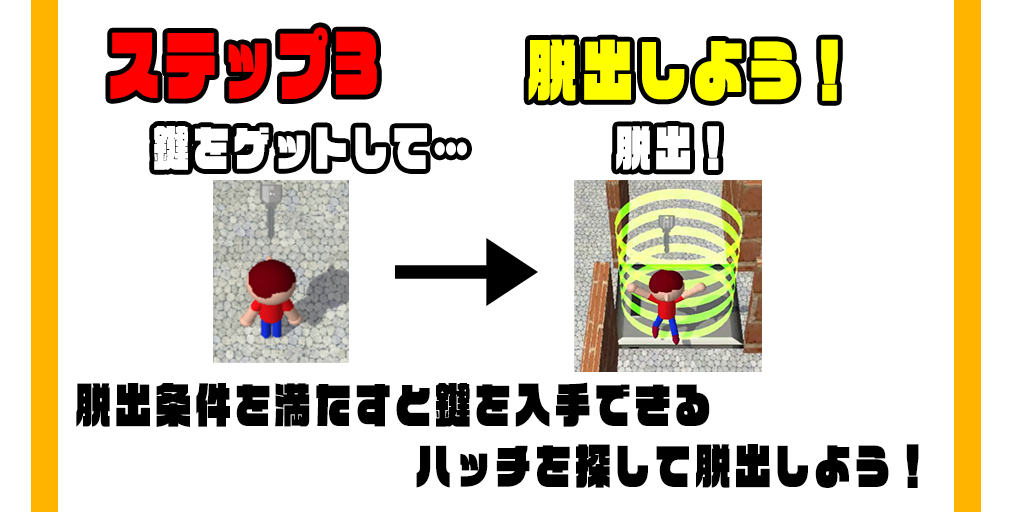 ステップ3
脱出しよう！
鍵をゲットして…
脱出！
脱出条件を満たすと鍵を入手できる
ハッチを探して脱出しよう！